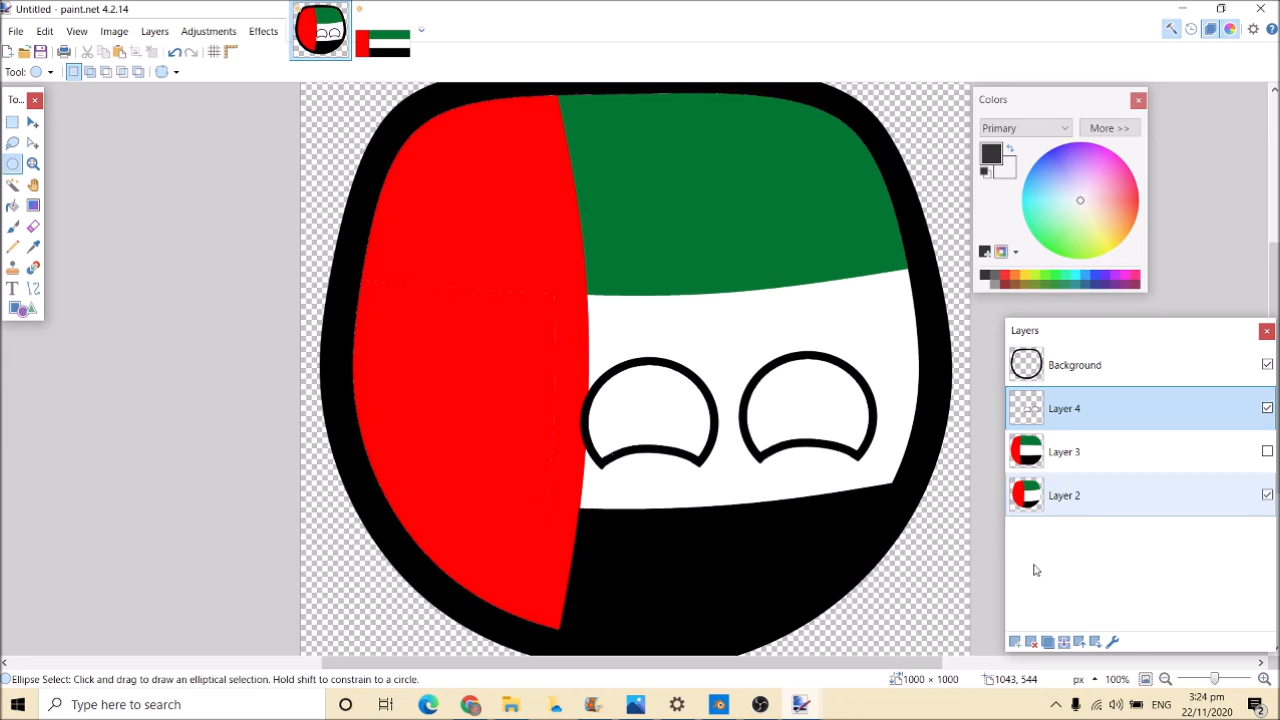 Untitled - paint.net 4.2.14
File Edit View Image Layers Adjustments Effects
Tool:
To...
Colors
Primary
More >>
Layers
Background
Layer 4
Layer 3
Layer 2
Ellipse Select: Click and drag to draw an elliptical selection. Hold shift to constrain to a circle.
1000 × 1000
1043, 544
px
100%
Type here to search
ENG
3:34 pm
22/11/2020
2